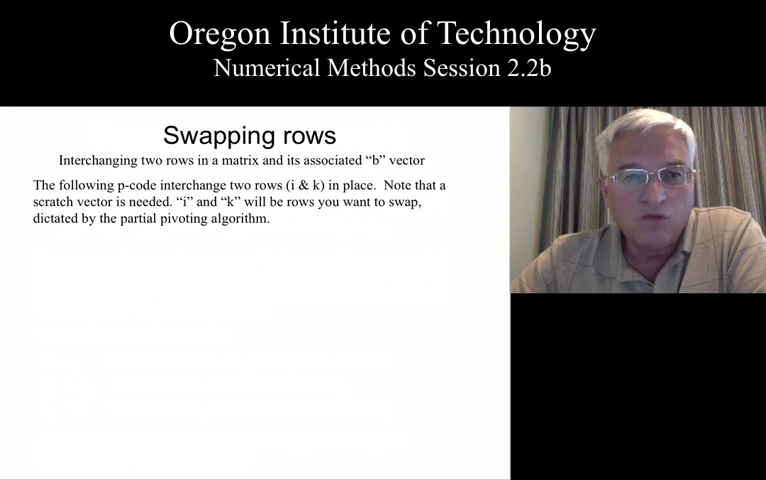 Oregon Institute of Technology
Numerical Methods Session 2.2b
Swapping rows
Interchanging two rows in a matrix and its associated “b” vector
The following p-code interchange two rows (i & k) in place.  Note that a
scratch vector is needed. “i” and “k” will be rows you want to swap,
dictated by the partial pivoting algorithm.